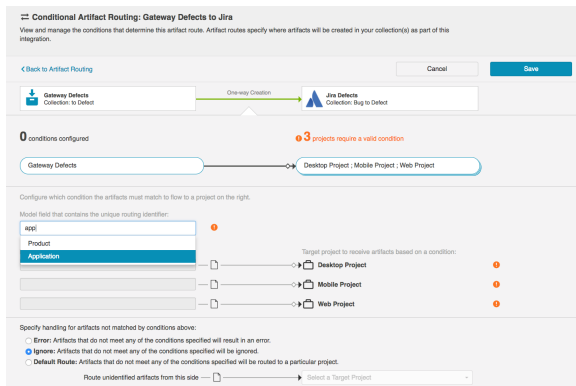 Conditional Artifact Routing: Gateway Defects to Jira
View and manage the conditions that determine this artifact route. Artifact routes specify where artifacts will be created in your collection(s) as part of this
integration.
Back to Artifact Routing
Cancel
Save
Gateway Defects
Collection: to Defect
One-way Creation
Jira Defects
Collection: Bug to Defect
0 conditions configured
3 projects require a valid condition
Gateway Defects
Desktop Project ; Mobile Project ; Web Project
Configure which condition the artifacts must match to flow to a project on the right.
Model field that contains the unique routing identifier:
app
Product
Application
Target project to receive artifacts based on a condition:
Desktop Project
Mobile Project
Web Project
Specify handling for artifacts not matched by conditions above:
Error: Artifacts that do not meet any of the conditions specified will result in an error.
Ignore: Artifacts that do not meet any of the conditions specified will be ignored.
Default Route: Artifacts that do not meet any of the conditions specified will be routed to a particular project.
Route unidentified artifacts from this side
Select a Target Project